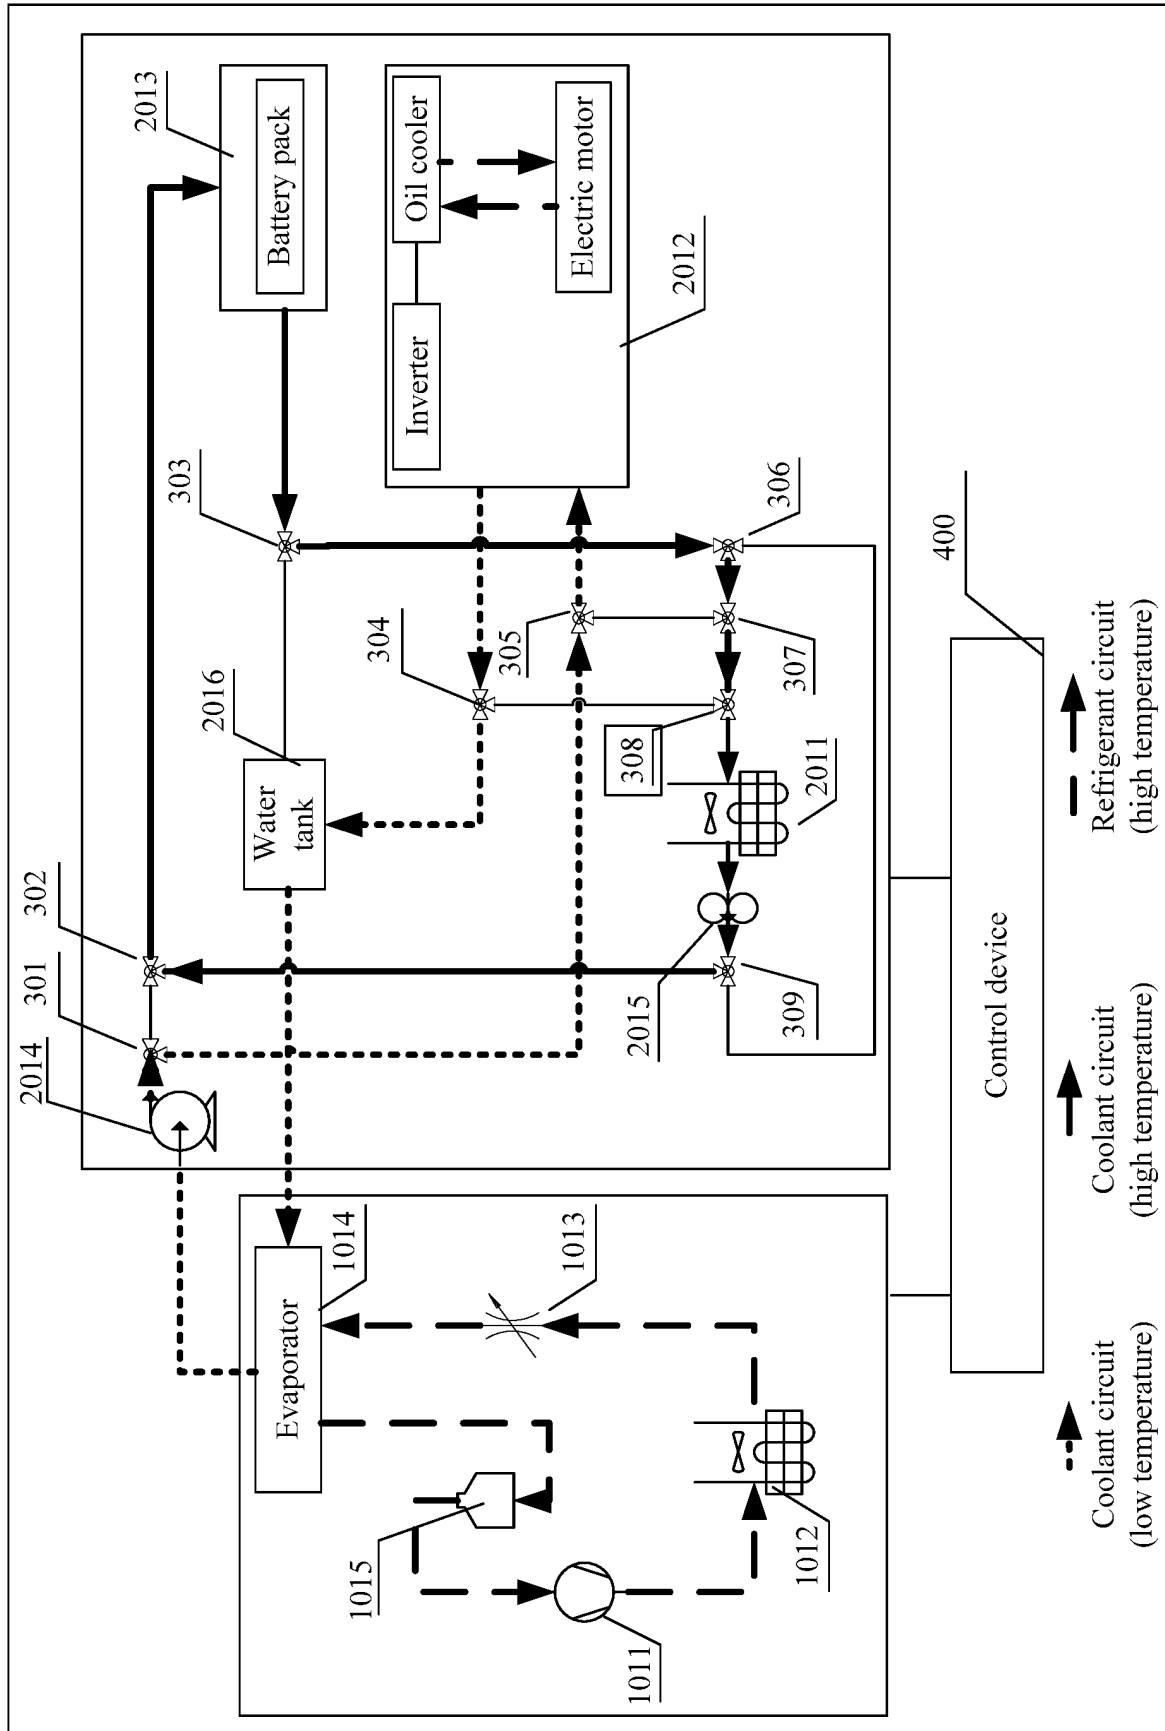 2014
301
302
2016
303
2013
Battery pack
Water
tank
304
305
Inverter
Oil cooler
Electric motor
2012
306
307
308
2011
2015
309
Evaporator
1014
1013
1015
1011
1012
Control device
400
Coolant circuit
(low temperature)
Coolant circuit
(high temperature)
Refrigerant circuit
(high temperature)